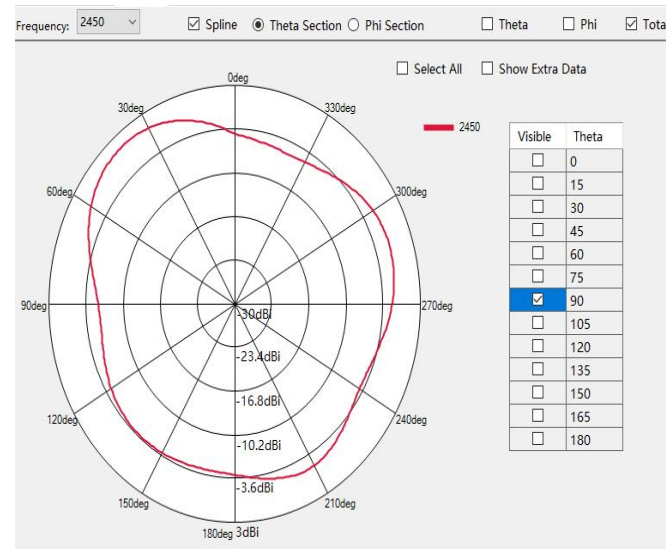 Frequency: 2450 Spline Theta Section Phi Section Theta Phi Tota
Select All Show Extra Data
0deg
30deg 330deg
2450
Visible Theta
0
15
30
45
60
75
90
105
120
135
150
165
180
60deg 300deg
90deg 270deg
-30dBi
-23.4dBi
-16.8dBi
120deg 240deg
-10.2dBi
-3.6dBi
150deg 210deg
180deg 3dBi